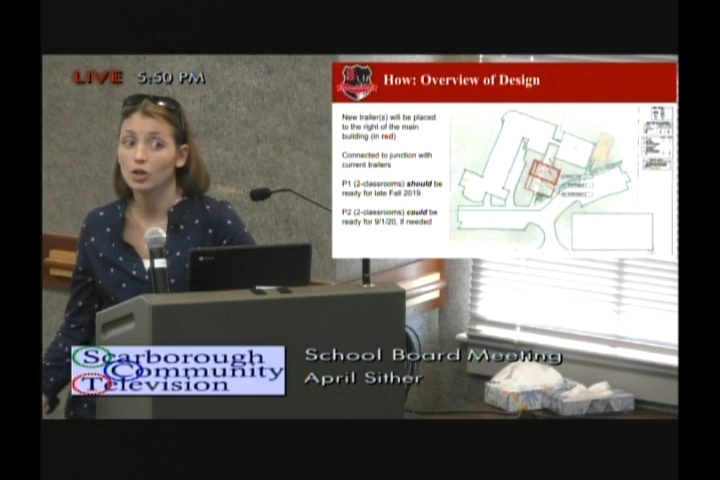 LIVE 5:50 PM
How: Overview of Design
New trailer(s) will be placed
to the right of the main
building (in red)
Connected to junction with
current trailers
P1 (2-classrooms) should be
ready for late Fall 2019
P2 (2-classrooms) could be
ready for 9/1/20, if needed
Scarborough
Community
Television
School Board Meeting
April Sither